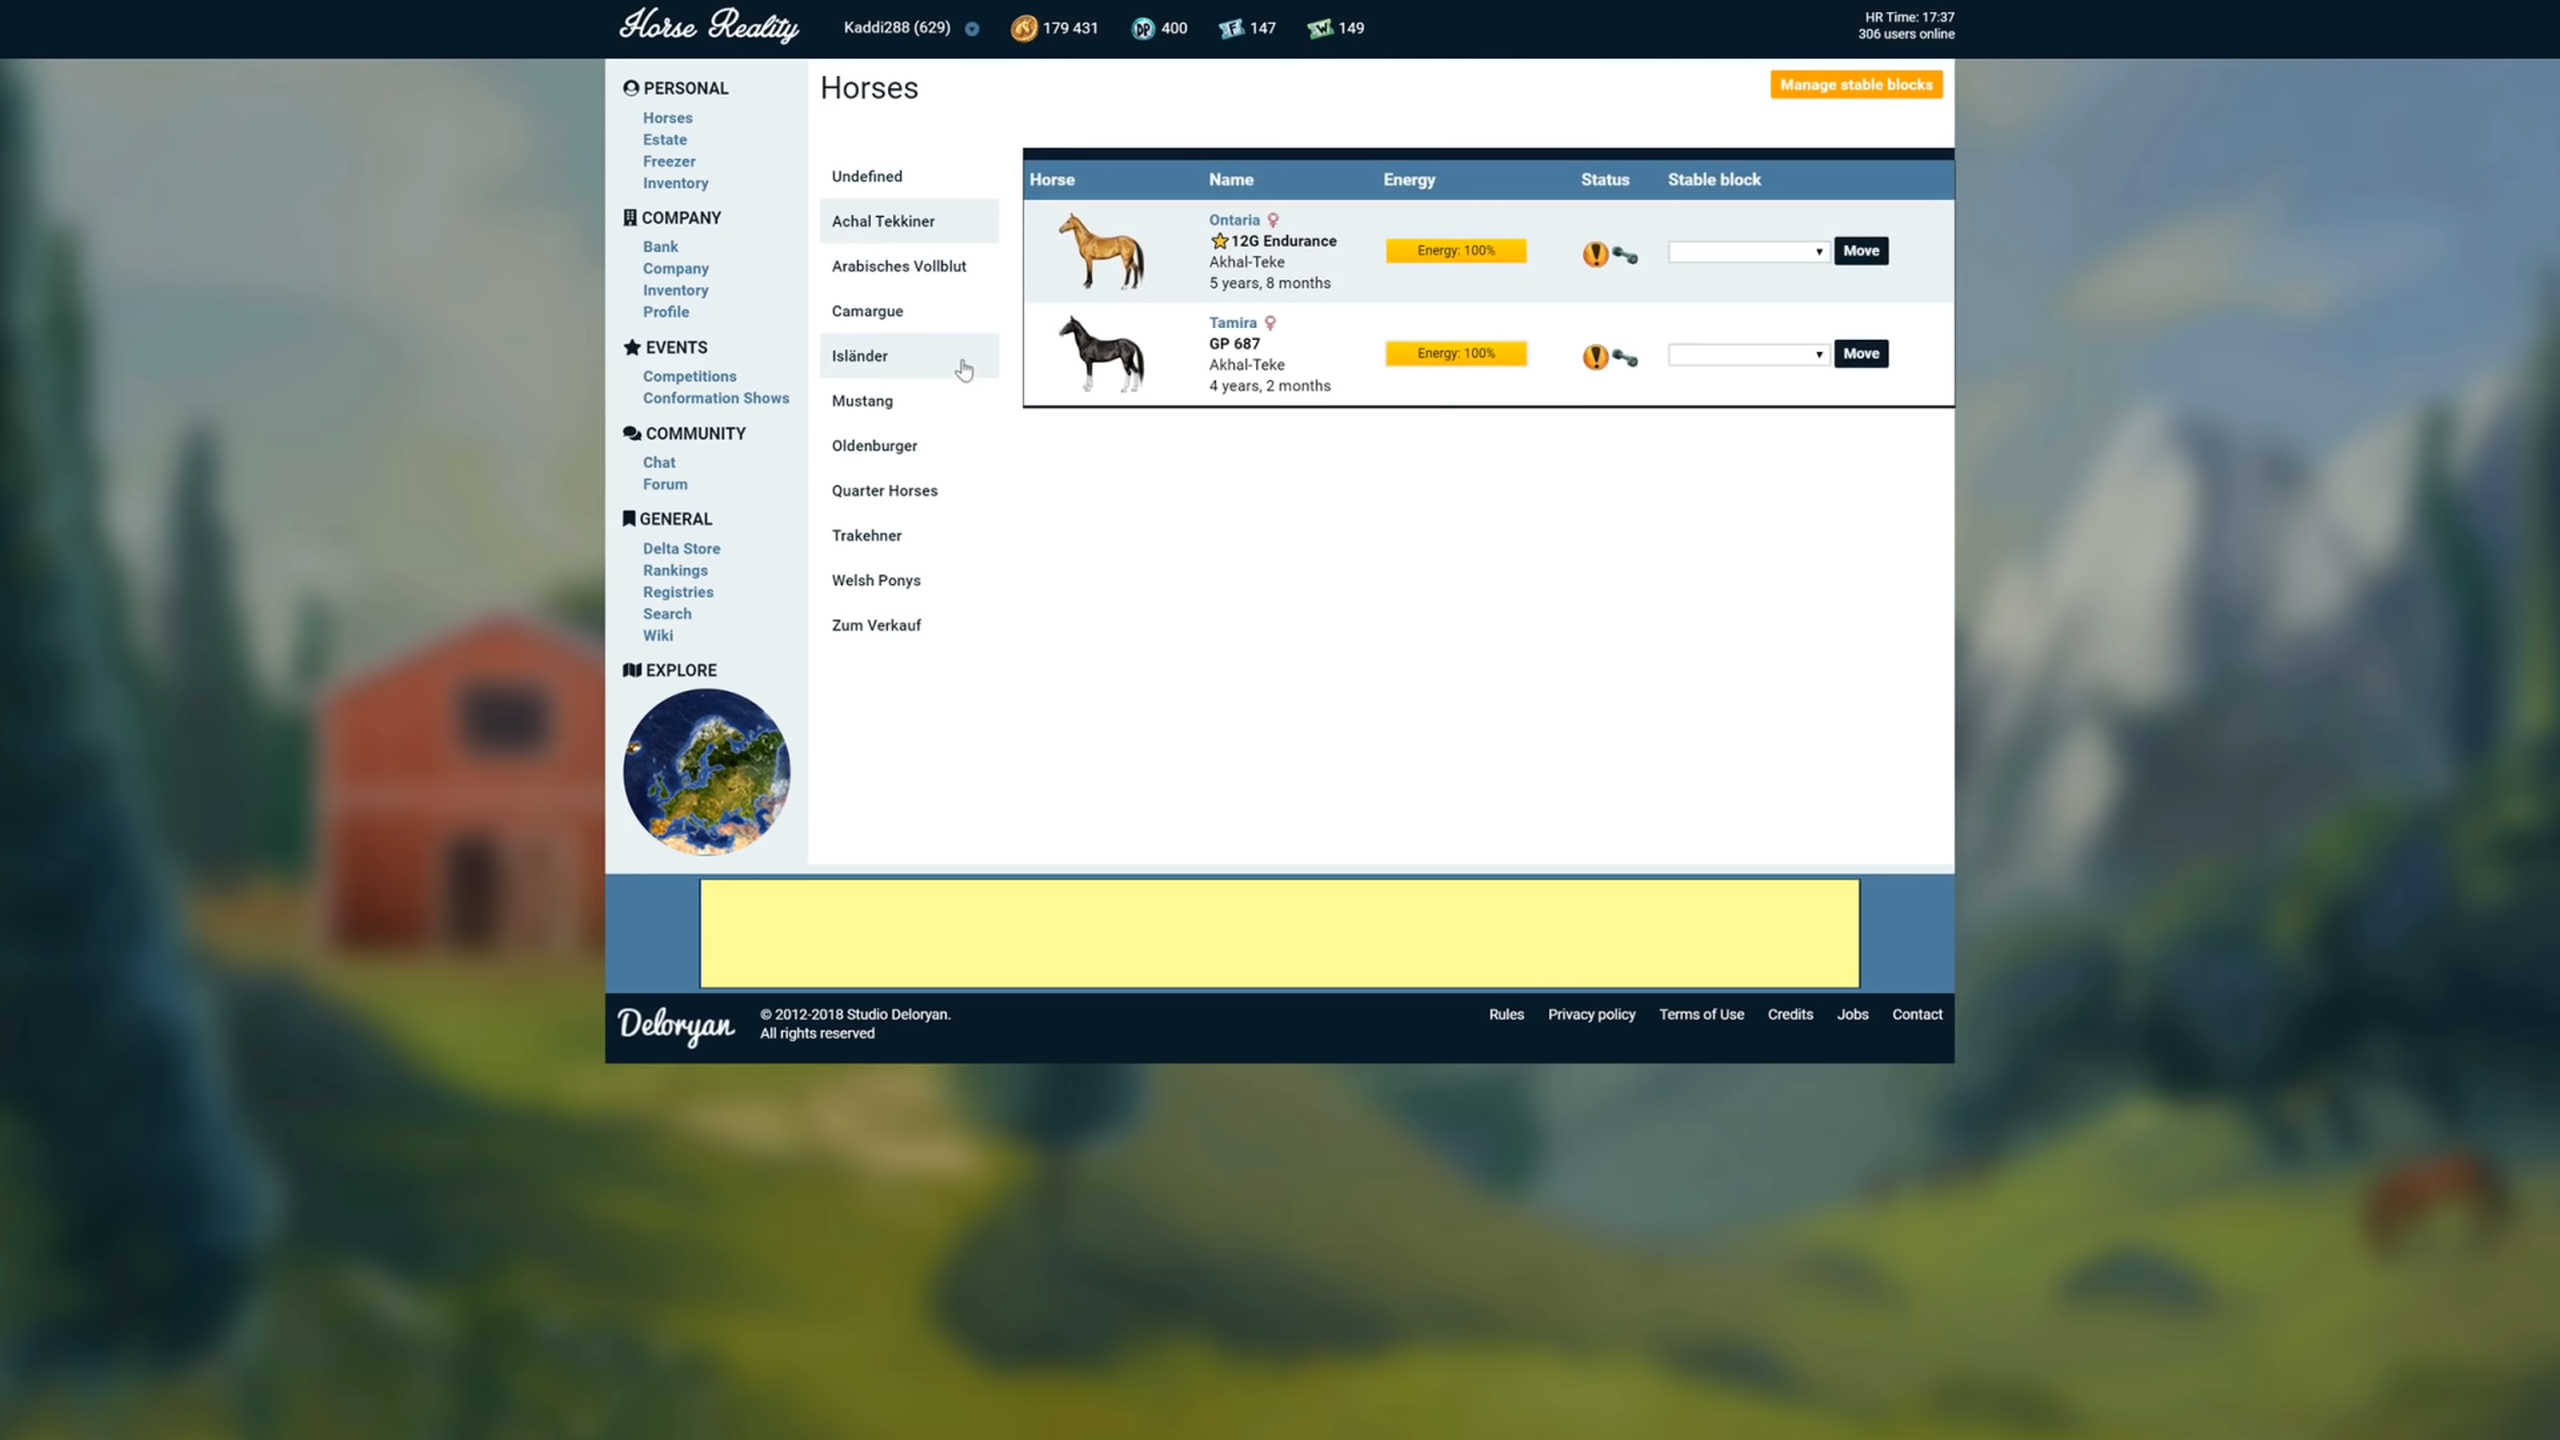 Horse Reality
Kaddi288 (629)
179 431
400
147
149
HR Time: 17:37
306 users online
PERSONAL
Horses
Estate
Freezer
Inventory
COMPANY
Bank
Company
Inventory
Profile
EVENTS
Competitions
Conformation Shows
COMMUNITY
Chat
Forum
GENERAL
Delta Store
Rankings
Registries
Search
Wiki
EXPLORE
Horses
Manage stable blocks
Undefined
Achal Tekkiner
Arabisches Vollblut
Camargue
Isländer
Mustang
Oldenburger
Quarter Horses
Trakehner
Welsh Ponys
Zum Verkauf
Horse Name Energy Status Stable block
Ontaria
12G Endurance
Akhal-Teke
5 years, 8 months
Energy: 100%
Move
Tamira
GP 687
Akhal-Teke
4 years, 2 months
Energy: 100%
Move
Deloryan
© 2012-2018 Studio Deloryan.
All rights reserved
Rules Privacy policy Terms of Use Credits Jobs Contact